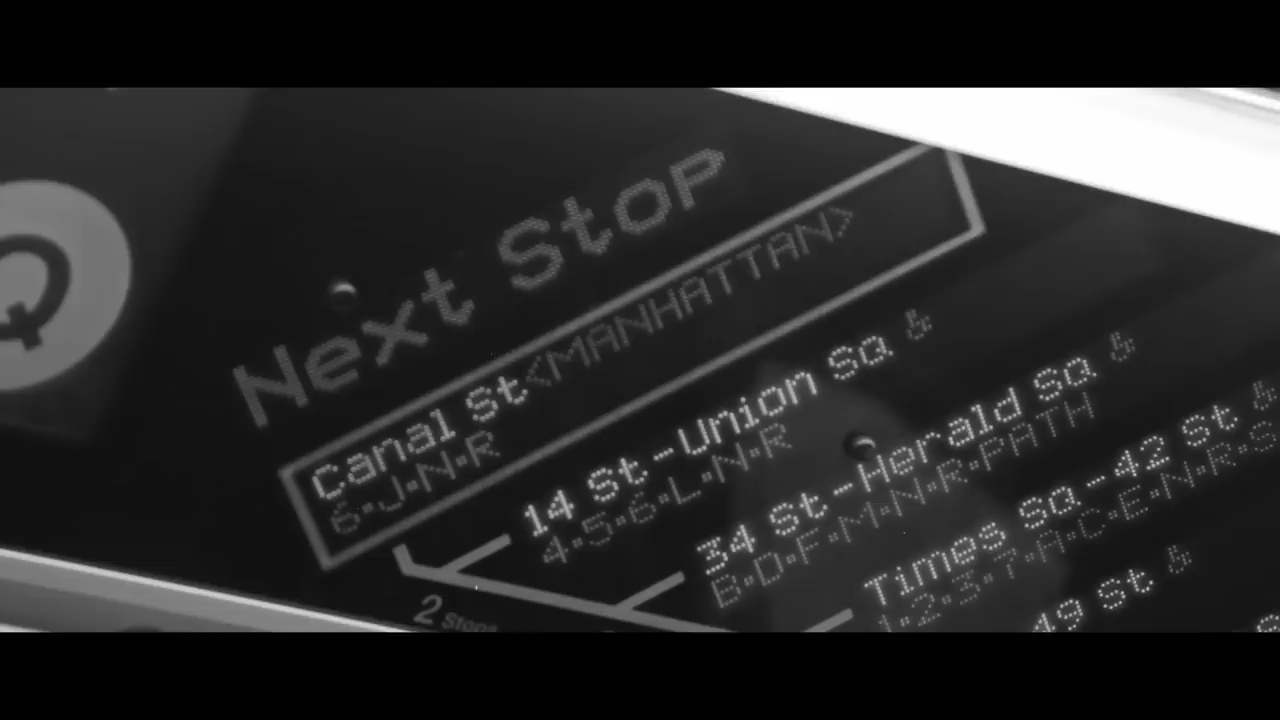 Q
Next Stop
Canal St<MANHATTAN>
6•J•N•R
14 St-Union Sq
4•5•6•L•N•R
34 St-Herald Sq
B•D•F•M•N•R•PATH
Times Sq-42 St
1•2•3•7•A•C•E•N•R•S
49 St
2 Stops